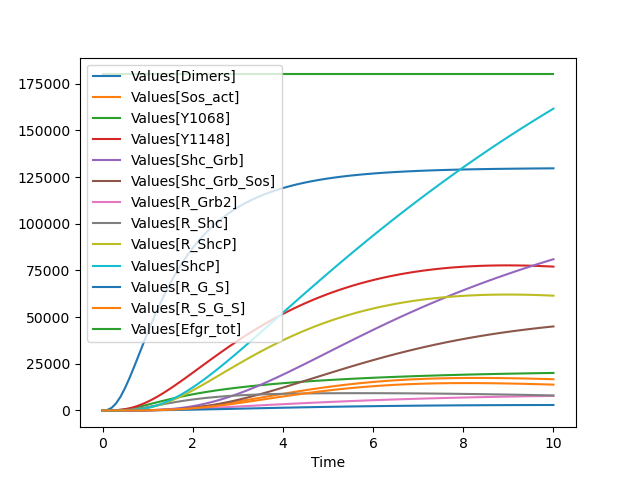 175000
150000
125000
100000
75000
50000
25000
0
Values[Dimers]
Values[Sos_act]
Values[Y1068]
Values[Y1148]
Values[Shc_Grb]
Values[Shc_Grb_Sos]
Values[R_Grb2]
Values[R_Shc]
Values[R_ShcP]
Values[ShcP]
Values[R_G_S]
Values[R_S_G_S]
Values[Efgr_tot]
0 2 4 6 8 10
Time